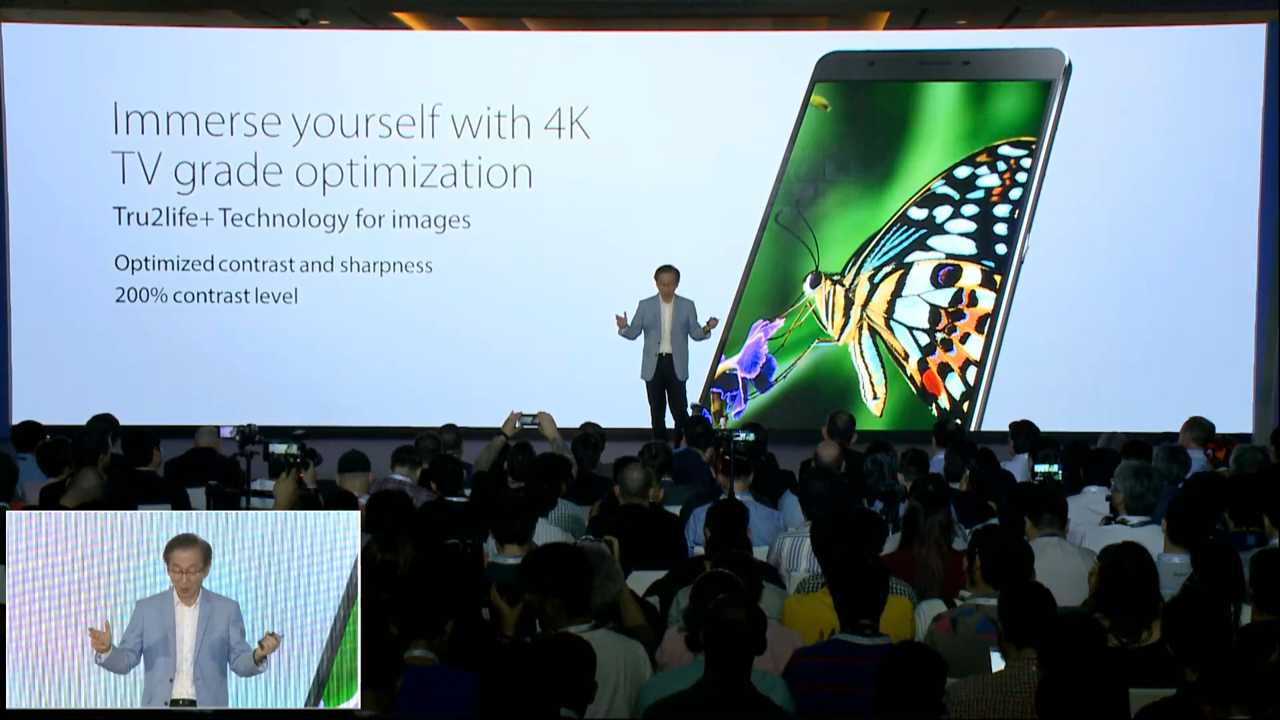 Immerse yourself with 4K
TV grade optimization
Tru2life+ Technology for images
Optimized contrast and sharpness
200% contrast level